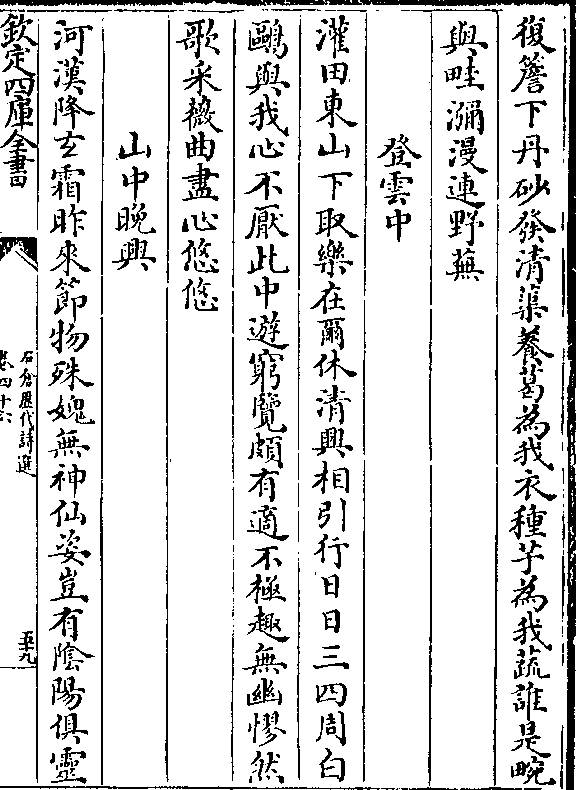 復簷下丹砂發清蕖養葛為我衣種芋為我蔬誰是畹
與畦瀰漫連野蕪
登雲中
灌田東山下取樂在爾休清興相引行日日三四周白
鷗與我心不厭此中遊窮覽頗有適不極趣無幽懰然
歌采薇曲盡心悠悠
山中晚興
河漢降玄霜昨來節物殊媿無神仙姿豈有陰陽俱靈
欽定四庫全書
石倉歷代詩選
卷四十六
五十九